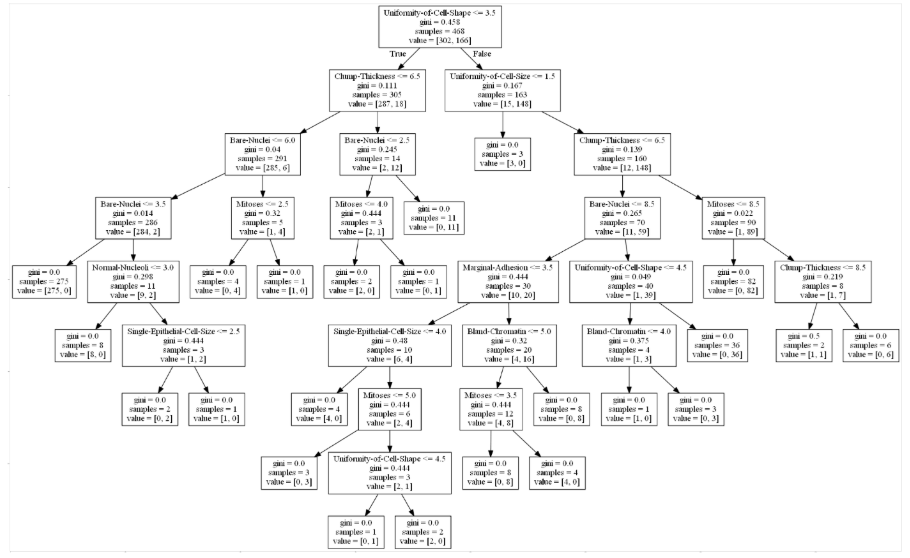 Uniformity-of-Cell-Shape <= 3.5
gini = 0.458
samples = 468
value = [302, 166]
True
False
Clump-Thickness <= 6.5
gini = 0.111
samples = 305
value = [287, 18]
Uniformity-of-Cell-Size <= 1.5
gini = 0.167
samples = 163
value = [15, 148]
Bare-Nuclei <= 6.0
gini = 0.04
samples = 291
value = [285, 6]
Bare-Nuclei <= 2.5
gini = 0.245
samples = 14
value = [2, 12]
gini = 0.0
samples = 3
value = [3, 0]
Clump-Thickness <= 6.5
gini = 0.139
samples = 160
value = [12, 148]
Bare-Nuclei <= 3.5
gini = 0.014
samples = 286
value = [284, 2]
Mitoses <= 2.5
gini = 0.32
samples = 5
value = [1, 4]
Mitoses <= 4.0
gini = 0.444
samples = 3
value = [2, 1]
gini = 0.0
samples = 11
value = [0, 11]
Bare-Nuclei <= 8.5
gini = 0.265
samples = 70
value = [11, 59]
Mitoses <= 8.5
gini = 0.022
samples = 90
value = [1, 89]
gini = 0.0
samples = 275
value = [275, 0]
Normal-Nucleoli <= 3.0
gini = 0.298
samples = 11
value = [9, 2]
gini = 0.0
samples = 4
value = [0, 4]
gini = 0.0
samples = 1
value = [1, 0]
gini = 0.0
samples = 2
value = [2, 0]
gini = 0.0
samples = 1
value = [0, 1]
Marginal-Adhesion <= 3.5
gini = 0.444
samples = 30
value = [10, 20]
Uniformity-of-Cell-Shape <= 4.5
gini = 0.049
samples = 40
value = [1, 39]
gini = 0.0
samples = 82
value = [0, 82]
Clump-Thickness <= 8.5
gini = 0.219
samples = 8
value = [1, 7]
gini = 0.0
samples = 8
value = [8, 0]
Single-Epithelial-Cell-Size <= 2.5
gini = 0.444
samples = 3
value = [1, 2]
Single-Epithelial-Cell-Size <= 4.0
gini = 0.48
samples = 10
value = [6, 4]
Bland-Chromatin <= 5.0
gini = 0.32
samples = 20
value = [4, 16]
Bland-Chromatin <= 4.0
gini = 0.375
samples = 4
value = [1, 3]
gini = 0.0
samples = 36
value = [0, 36]
gini = 0.5
samples = 2
value = [1, 1]
gini = 0.0
samples = 6
value = [0, 6]
gini = 0.0
samples = 2
value = [0, 2]
gini = 0.0
samples = 1
value = [1, 0]
gini = 0.0
samples = 4
value = [4, 0]
Mitoses <= 5.0
gini = 0.444
samples = 6
value = [2, 4]
Mitoses <= 3.5
gini = 0.444
samples = 12
value = [4, 8]
gini = 0.0
samples = 8
value = [0, 8]
gini = 0.0
samples = 1
value = [1, 0]
gini = 0.0
samples = 3
value = [0, 3]
gini = 0.0
samples = 3
value = [0, 3]
Uniformity-of-Cell-Shape <= 4.5
gini = 0.444
samples = 3
value = [2, 1]
gini = 0.0
samples = 8
value = [0, 8]
gini = 0.0
samples = 4
value = [4, 0]
gini = 0.0
samples = 1
value = [0, 1]
gini = 0.0
samples = 2
value = [2, 0]